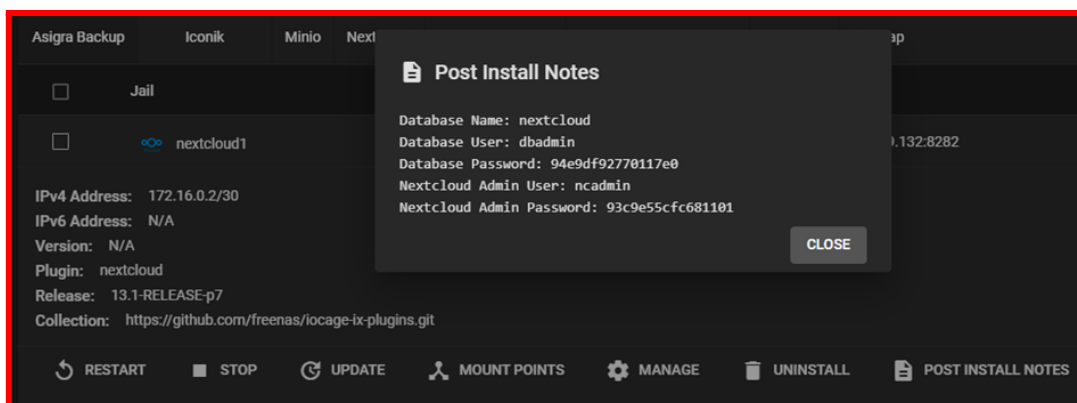 Asigra Backup Iconik Minio Next ap
Post Install Notes
Jail
Database Name: nextcloud
Database User: dbadmin
Database Password: 94e9df92770117e0
Nextcloud Admin User: ncadmin
Nextcloud Admin Password: 93c9e55cfc681101
CLOSE
nextcloud1 .132:8282
IPv4 Address: 172.16.0.2/30
IPv6 Address: N/A
Version: N/A
Plugin: nextcloud
Release: 13.1-RELEASE-p7
Collection: https://github.com/freenas/iocage-ix-plugins.git
RESTART STOP UPDATE MOUNT POINTS MANAGE UNINSTALL POST INSTALL NOTES